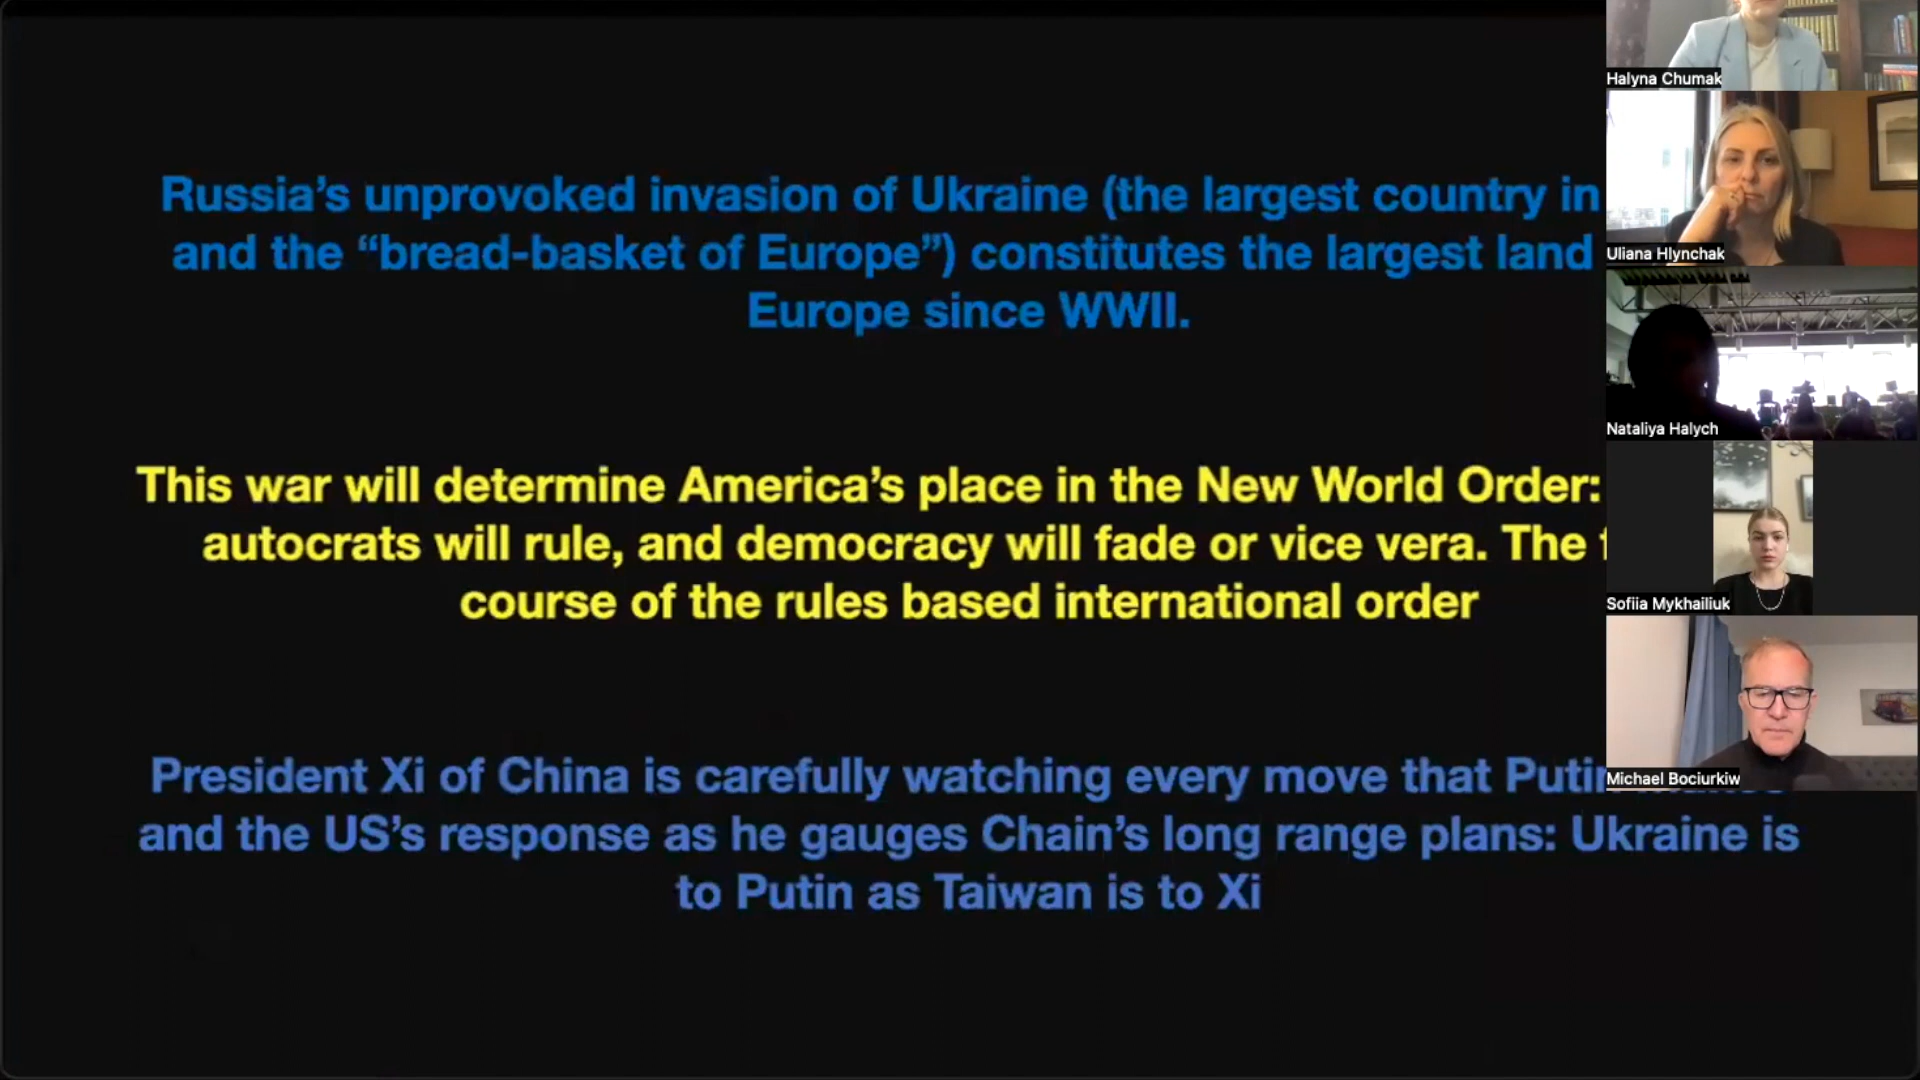 Russia's unprovoked invasion of Ukraine (the largest country in
and the “bread-basket of Europe”) constitutes the largest land
Europe since WWII.
This war will determine America's place in the New World Order:
autocrats will rule, and democracy will fade or vice vera. The
course of the rules based international order
President Xi of China is carefully watching every move that Putin
and the US's response as he gauges Chain's long range plans: Ukraine is
to Putin as Taiwan is to Xi
Halyna Chumak
Uliana Hlynchak
Nataliya Halych
Sofiia Mykhailiuk
Michael Bociurkiw